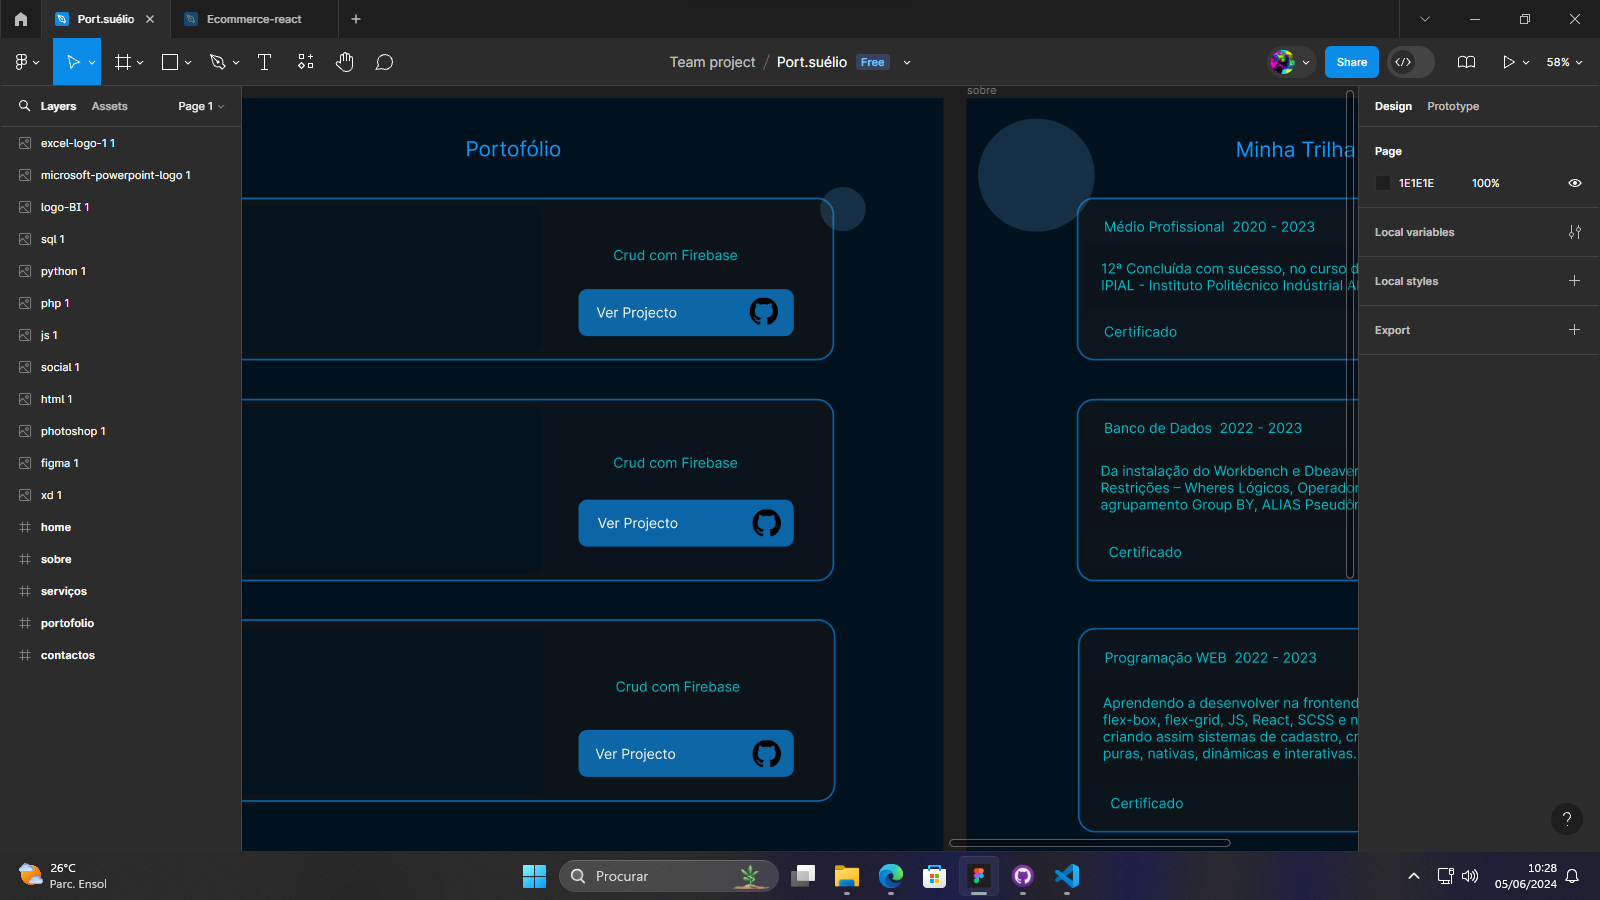 Port.suélio
Ecommerce-react
Team project / Port.suélio Free
Share
58%
Layers Assets Page 1
excel-logo-1 1
microsoft-powerpoint-logo 1
logo-BI 1
sql 1
python 1
php 1
js 1
social 1
html 1
photoshop 1
figma 1
xd 1
home
sobre
serviços
portofolio
contactos
Portofólio
Crud com Firebase
Ver Projecto
Crud com Firebase
Ver Projecto
Crud com Firebase
Ver Projecto
sobre
Minha Trilha
Médio Profissional 2020 - 2023
12ª Concluída com sucesso, no curso d
IPIAL - Instituto Politécnico Indústrial A
Certificado
Banco de Dados 2022 - 2023
Da instalação do Workbench e Dbeaver
Restrições – Wheres Lógicos, Operador
agrupamento Group BY, ALIAS Pseudôn
Certificado
Programação WEB 2022 - 2023
Aprendendo a desenvolver na frontend
flex-box, flex-grid, JS, React, SCSS e n
criando assim sistemas de cadastro, cr
puras, nativas, dinâmicas e interativas.
Certificado
Design Prototype
Page
1E1E1E 100%
Local variables
Local styles
Export
?
26°C
Parc. Ensol
Procurar
10:28
05/06/2024